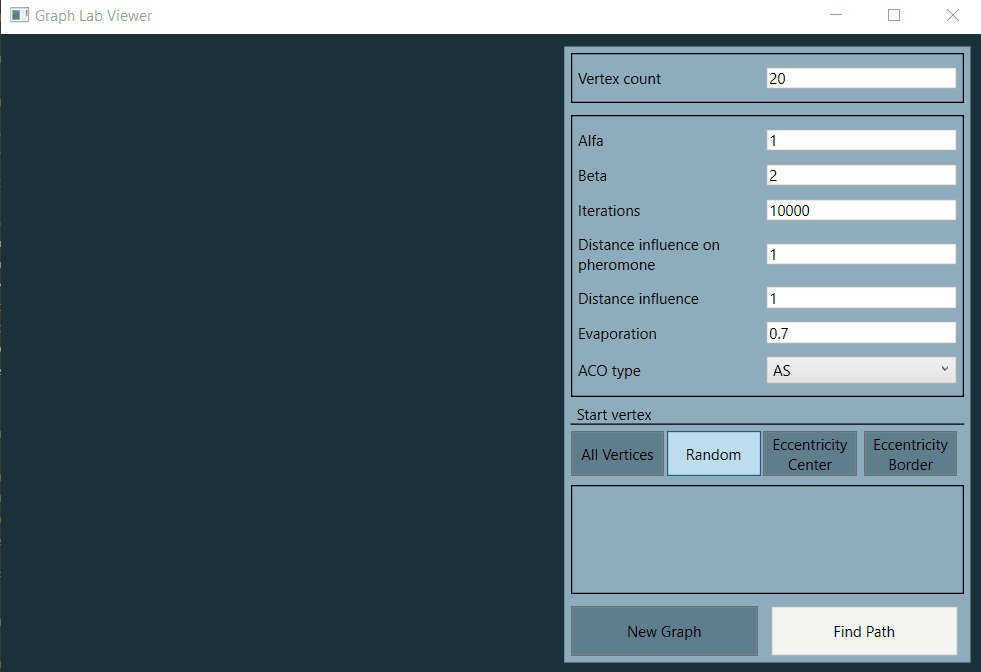 Graph Lab Viewer
Vertex count 20
Alfa 1
Beta 2
Iterations 10000
Distance influence on
pheromone 1
Distance influence 1
Evaporation 0.7
ACO type AS
Start vertex
All Vertices
Random
Eccentricity
Center
Eccentricity
Border
New Graph
Find Path